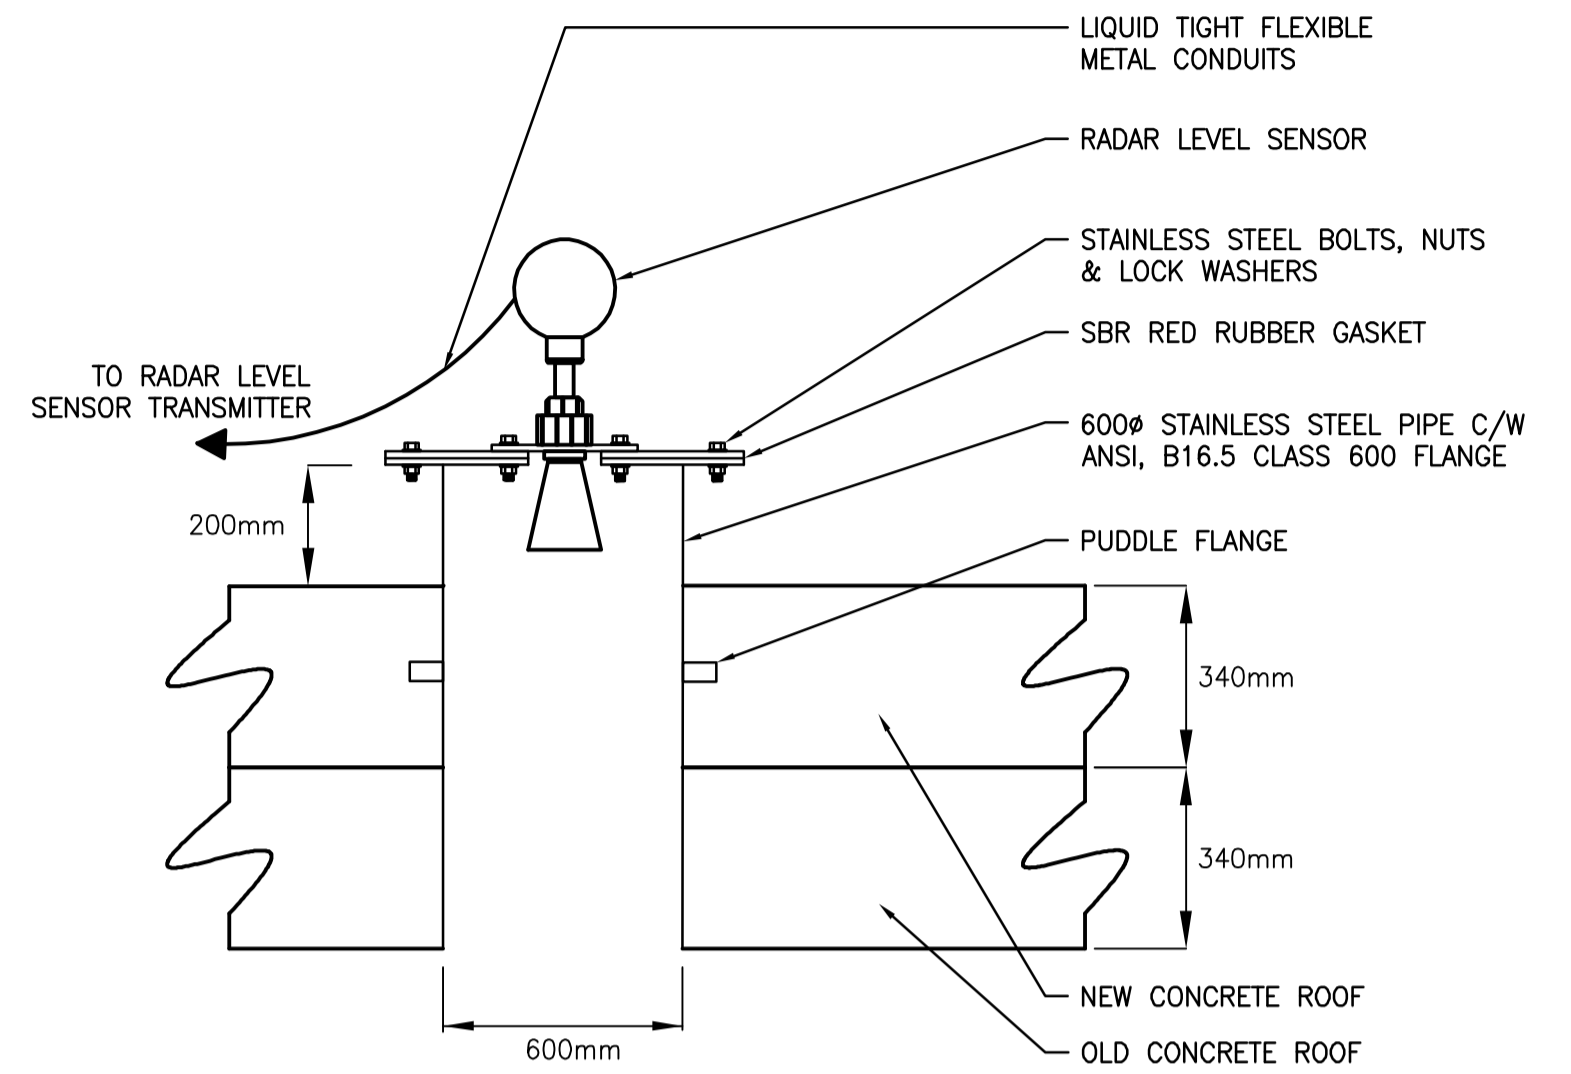 LIQUID TIGHT FLEXIBLE
METAL CONDUITS
RADAR LEVEL SENSOR
STAINLESS STEEL BOLTS, NUTS
& LOCK WASHERS
SBR RED RUBBER GASKET
TO RADAR LEVEL
SENSOR TRANSMITTER
600ø STAINLESS STEEL PIPE C/W
ANSI, B16.5 CLASS 600 FLANGE
200mm
PUDDLE FLANGE
340mm
340mm
NEW CONCRETE ROOF
600mm
OLD CONCRETE ROOF